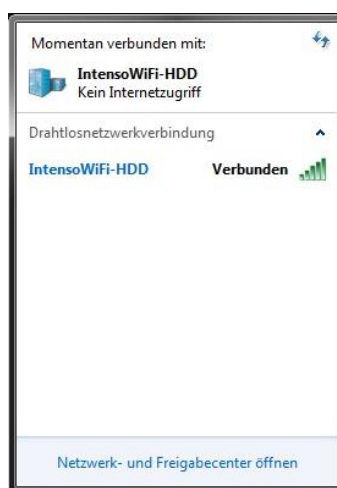 Momentan verbunden mit:
IntensoWiFi-HDD
Kein Internetzugriff
Drahtlosnetzwerkverbindung
IntensoWiFi-HDD Verbunden
Netzwerk- und Freigabecenter öffnen